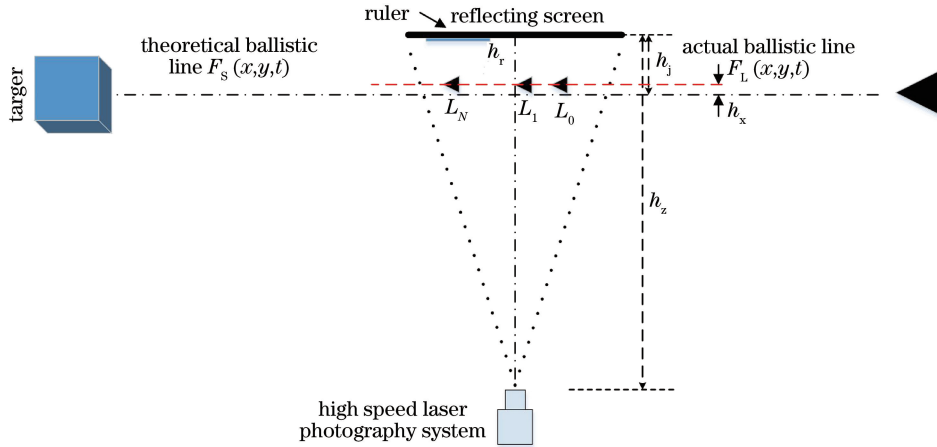 ruler
reflecting screen
theoretical ballistic
line F_S (x,y,t)
h_r
h_j
actual ballistic line
F_L (x,y,t)
targer
L_N
L_1
L_0
h_x
h_z
high speed laser
photography system